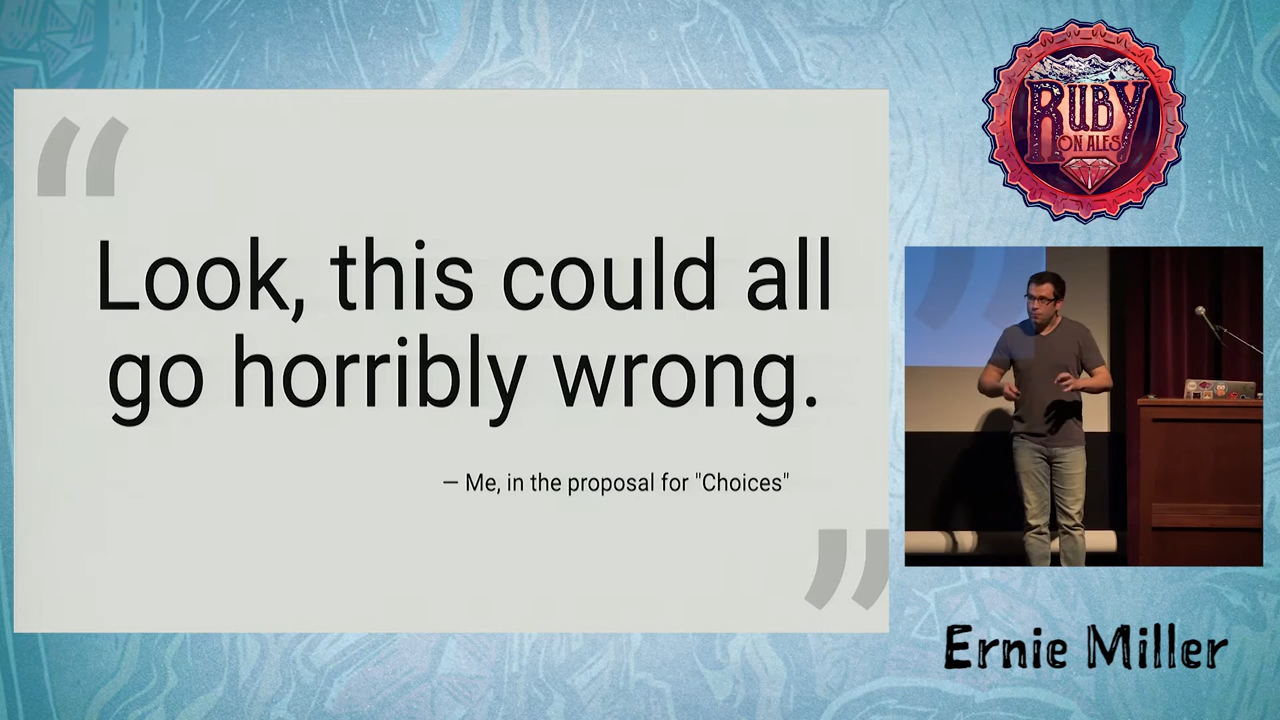 “
Look, this could all
go horribly wrong.
— Me, in the proposal for "Choices"
”
RUBY
ON ALES
Ernie Miller